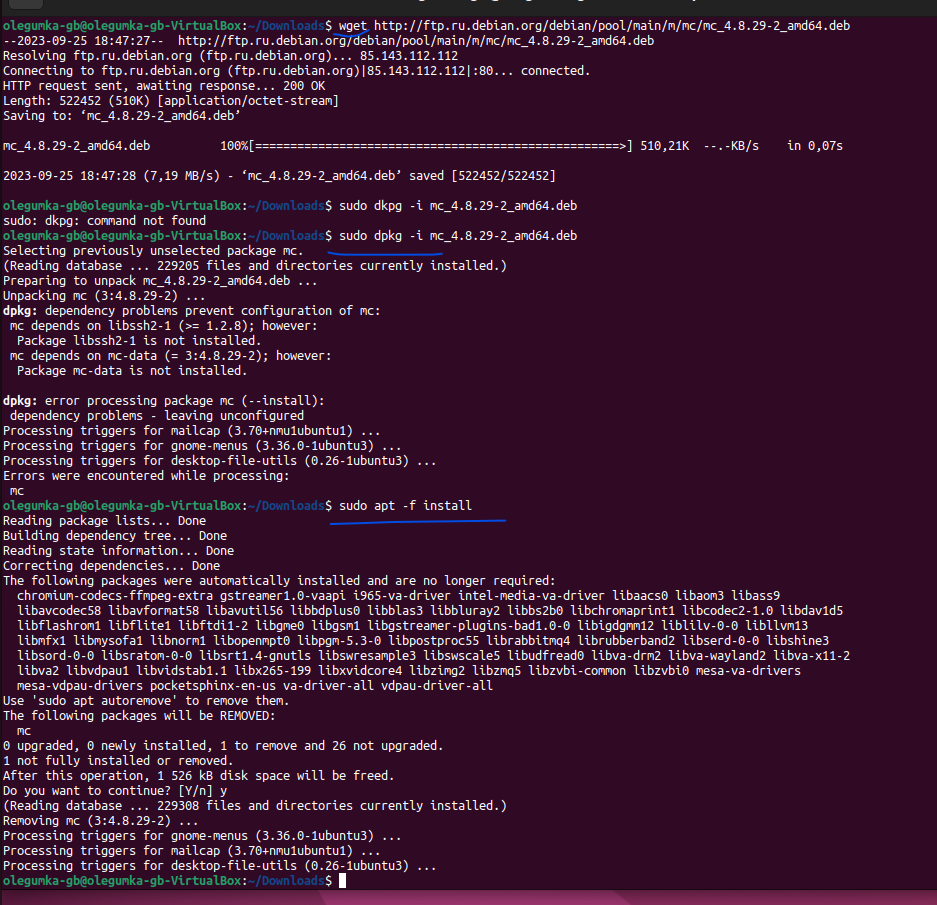 olegumka-gb@olegumka-gb-VirtualBox:~/Downloads$ wget http://ftp.ru.debian.org/debian/pool/main/m/mc/mc_4.8.29-2_amd64.deb
--2023-09-25 18:47:27--  http://ftp.ru.debian.org/debian/pool/main/m/mc/mc_4.8.29-2_amd64.deb
Resolving ftp.ru.debian.org (ftp.ru.debian.org)... 85.143.112.112
Connecting to ftp.ru.debian.org (ftp.ru.debian.org)|85.143.112.112|:80... connected.
HTTP request sent, awaiting response... 200 OK
Length: 522452 (510K) [application/octet-stream]
Saving to: ‘mc_4.8.29-2_amd64.deb’
mc_4.8.29-2_amd64.deb          100%[====================================================>] 510,21K  --.-KB/s    in 0,07s
2023-09-25 18:47:28 (7,19 MB/s) - ‘mc_4.8.29-2_amd64.deb’ saved [522452/522452]
olegumka-gb@olegumka-gb-VirtualBox:~/Downloads$ sudo dkpg -i mc_4.8.29-2_amd64.deb
sudo: dkpg: command not found
olegumka-gb@olegumka-gb-VirtualBox:~/Downloads$ sudo dpkg -i mc_4.8.29-2_amd64.deb
Selecting previously unselected package mc.
(Reading database ... 229205 files and directories currently installed.)
Preparing to unpack mc_4.8.29-2_amd64.deb ...
Unpacking mc (3:4.8.29-2) ...
dpkg: dependency problems prevent configuration of mc:
 mc depends on libssh2-1 (>= 1.2.8); however:
  Package libssh2-1 is not installed.
 mc depends on mc-data (= 3:4.8.29-2); however:
  Package mc-data is not installed.
dpkg: error processing package mc (--install):
 dependency problems - leaving unconfigured
Processing triggers for mailcap (3.70+nmu1ubuntu1) ...
Processing triggers for gnome-menus (3.36.0-1ubuntu3) ...
Processing triggers for desktop-file-utils (0.26-1ubuntu3) ...
Errors were encountered while processing:
 mc
olegumka-gb@olegumka-gb-VirtualBox:~/Downloads$ sudo apt -f install
Reading package lists... Done
Building dependency tree... Done
Reading state information... Done
Correcting dependencies... Done
The following packages were automatically installed and are no longer required:
  chromium-codecs-ffmpeg-extra gstreamer1.0-vaapi i965-va-driver intel-media-va-driver libaacs0 libaom3 libass9
  libavcodec58 libavformat58 libavutil56 libbdplus0 libblas3 libbluray2 libbs2b0 libchromaprint1 libcodec2-1.0 libdav1d5
  libflashrom1 libflite1 libftdi1-2 libgme0 libgsm1 libgstreamer-plugins-bad1.0-0 libigdgmm12 liblilv-0-0 libllvm13
  libmfx1 libmysofa1 libnorm1 libopenmpt0 libpgm-5.3-0 libpostproc55 librabbitmq4 librubberband2 libserd-0-0 libshine3
  libsord-0-0 libsratom-0-0 libsrt1.4-gnutls libswresample3 libswscale5 libudfread0 libva-drm2 libva-wayland2 libva-x11-2
  libva2 libvdpau1 libvidstab1.1 libx265-199 libxvidcore4 libzimg2 libzmq5 libzvbi-common libzvbi0 mesa-va-drivers
  mesa-vdpau-drivers pocketsphinx-en-us va-driver-all vdpau-driver-all
Use 'sudo apt autoremove' to remove them.
The following packages will be REMOVED:
  mc
0 upgraded, 0 newly installed, 1 to remove and 26 not upgraded.
1 not fully installed or removed.
After this operation, 1 526 kB disk space will be freed.
Do you want to continue? [Y/n] y
(Reading database ... 229308 files and directories currently installed.)
Removing mc (3:4.8.29-2) ...
Processing triggers for gnome-menus (3.36.0-1ubuntu3) ...
Processing triggers for mailcap (3.70+nmu1ubuntu1) ...
Processing triggers for desktop-file-utils (0.26-1ubuntu3) ...
olegumka-gb@olegumka-gb-VirtualBox:~/Downloads$